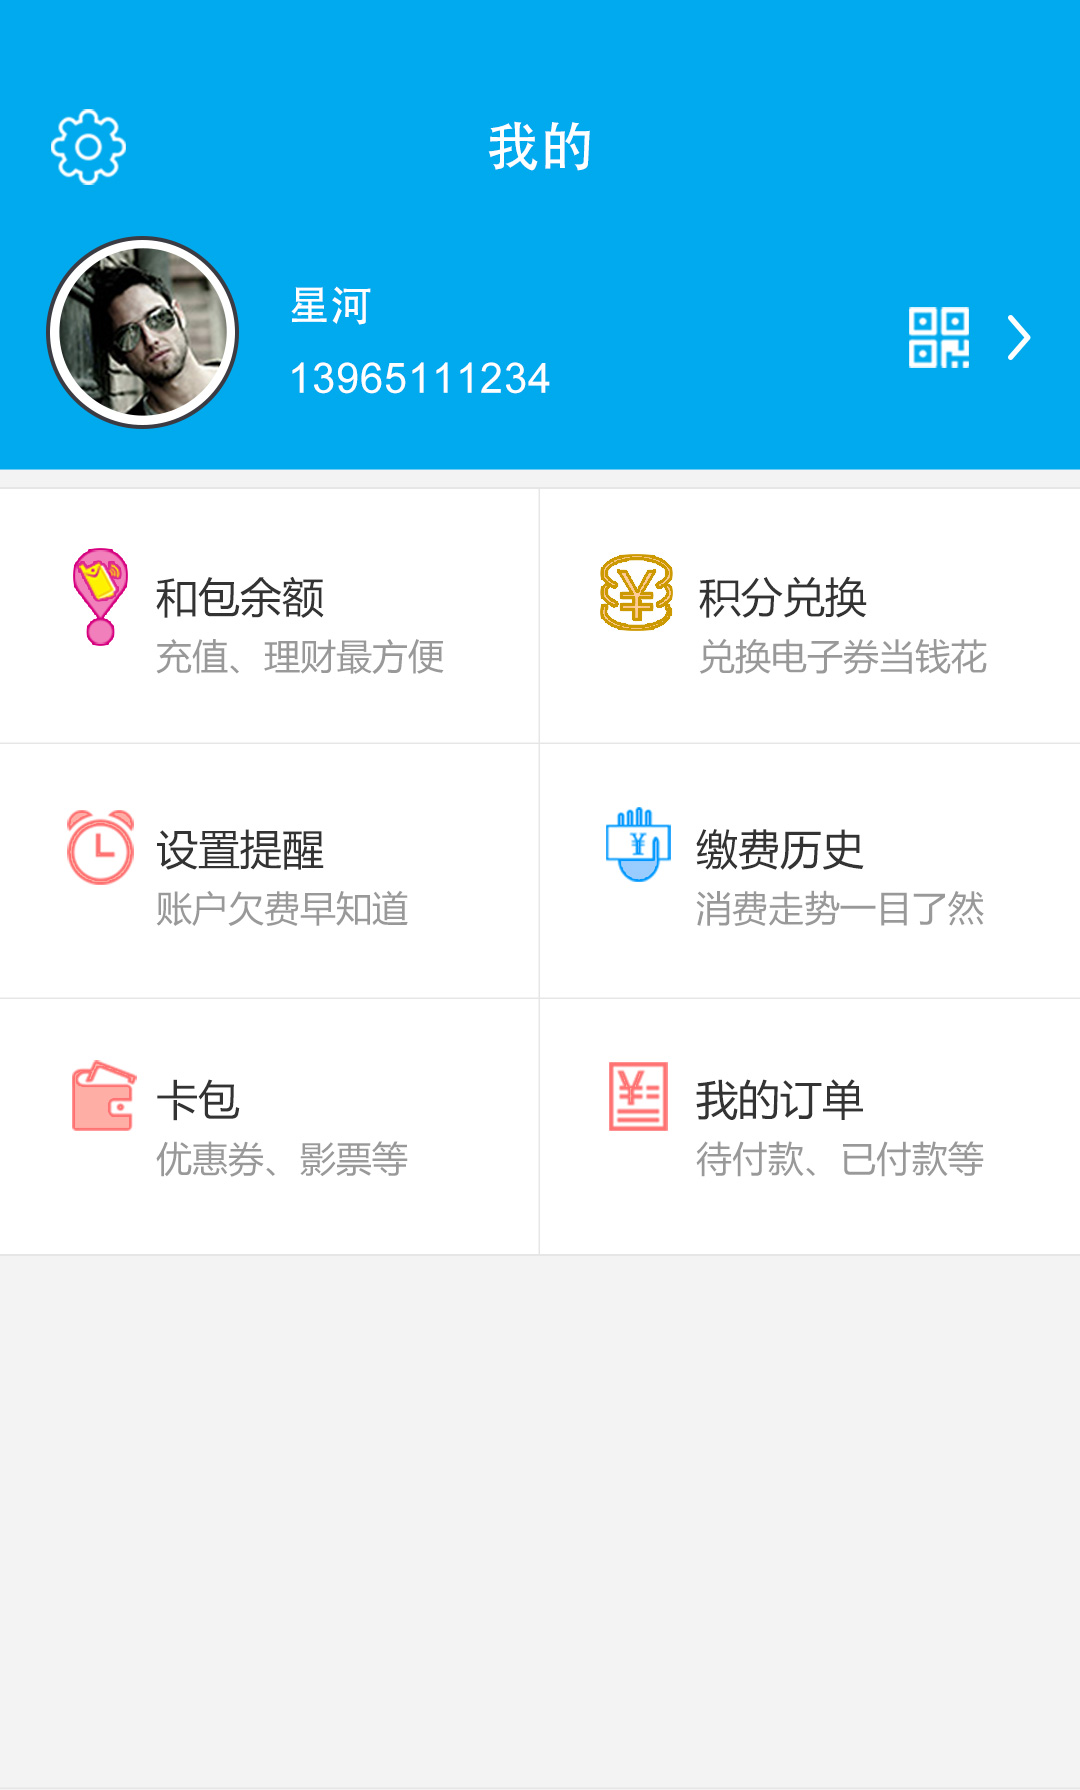 我的
星河
13965111234
和包余额
充值、理财最方便
积分兑换
兑换电子券当钱花
设置提醒
账户欠费早知道
缴费历史
消费走势一目了然
卡包
优惠券、影票等
我的订单
待付款、已付款等